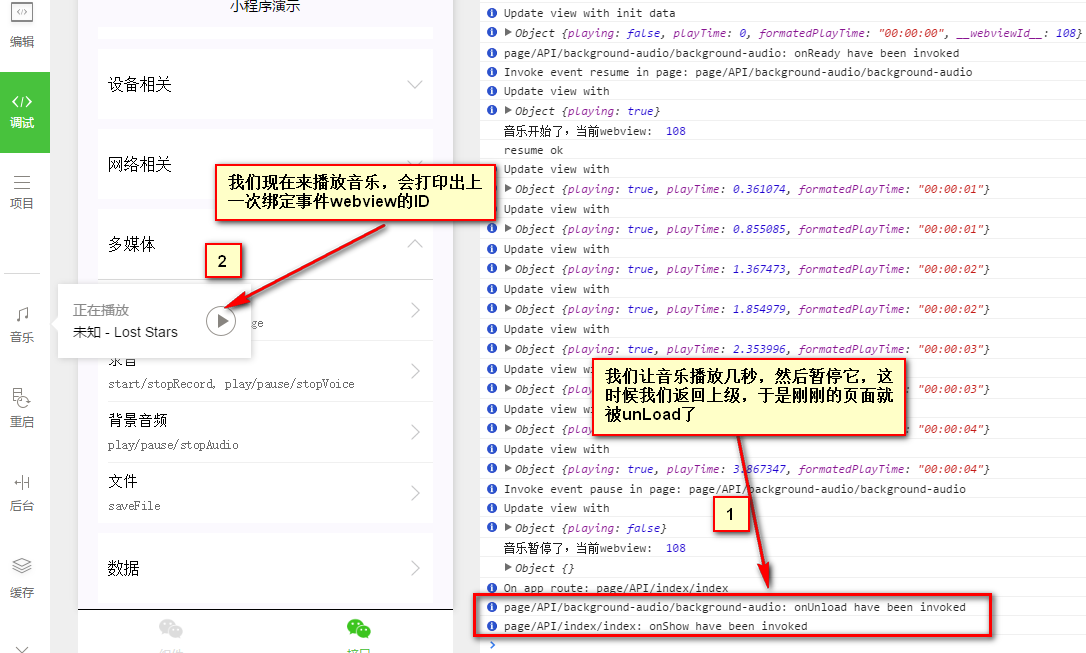 小程序演示
编辑
调试
项目
音乐
重启
后台
缓存
设备相关
网络相关
多媒体
我们现在来播放音乐，会打印出上
一次绑定事件webview的ID
2
正在播放
未知 - Lost Stars
ge
录音
start/stopRecord, play/pause/stopVoice
背景音频
play/pause/stopAudio
文件
saveFile
数据
接口
Update view with init data
Object {playing: false, playTime: 0, formatedPlayTime: "00:00:00", __webviewId__: 108}
page/API/background-audio/background-audio: onReady have been invoked
Invoke event resume in page: page/API/background-audio/background-audio
Update view with
Object {playing: true}
音乐开始了，当前webview: 108
resume ok
Update view with
Object {playing: true, playTime: 0.361074, formatedPlayTime: "00:00:01"}
Update view with
Object {playing: true, playTime: 0.855085, formatedPlayTime: "00:00:01"}
Update view with
Object {playing: true, playTime: 1.367473, formatedPlayTime: "00:00:02"}
Update view with
Object {playing: true, playTime: 1.854979, formatedPlayTime: "00:00:02"}
Update view with
Object {playing: true, playTime: 2.353996, formatedPlayTime: "00:00:03"}
Update view
Object {pla "00:00:03"}
Update view
Object {pla "00:00:04"}
Update view with
Object {playing: true, playTime: 3.867347, formatedPlayTime: "00:00:04"}
Invoke event pause in page: page/API/background-audio/background-audio
Update view with
Object {playing: false}
音乐暂停了，当前webview: 108
Object {}
On app route: page/API/index/index
page/API/background-audio/background-audio: onUnload have been invoked
page/API/index/index: onShow have been invoked
我们让音乐播放几秒，然后暂停它，这
时候我们返回上级，于是刚刚的页面就
被unLoad了
1